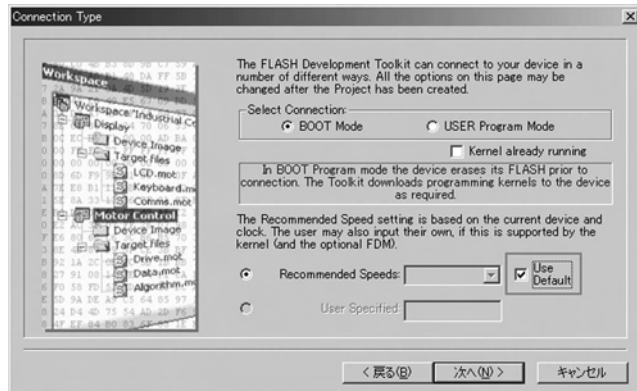 Connection Type
The FLASH Development Toolkit can connect to your device in a
number of different ways. All the options on this page may be
changed after the Project has been created.
Select Connection:
BOOT Mode
USER Program Mode
Kernel already running
In BOOT Program mode the device erases its FLASH prior to
connection. The Toolkit downloads programming kernels to the device
as required.
The Recommended Speed setting is based on the current device and
clock. The user may also input their own, if this is supported by the
kernel (and the optional FDM).
Recommended Speeds:
Use
Default
User Specified:
Workspace
Workspace "Industrial
Display
Device Image
Target files
LCD.mot
Keyboard.m
Comms.mot
Motor Control
Device Image
Target files
Drive.mot
Data.mot
Algorithm.m
< 戻る(B)
次へ(N) >
キャンセル